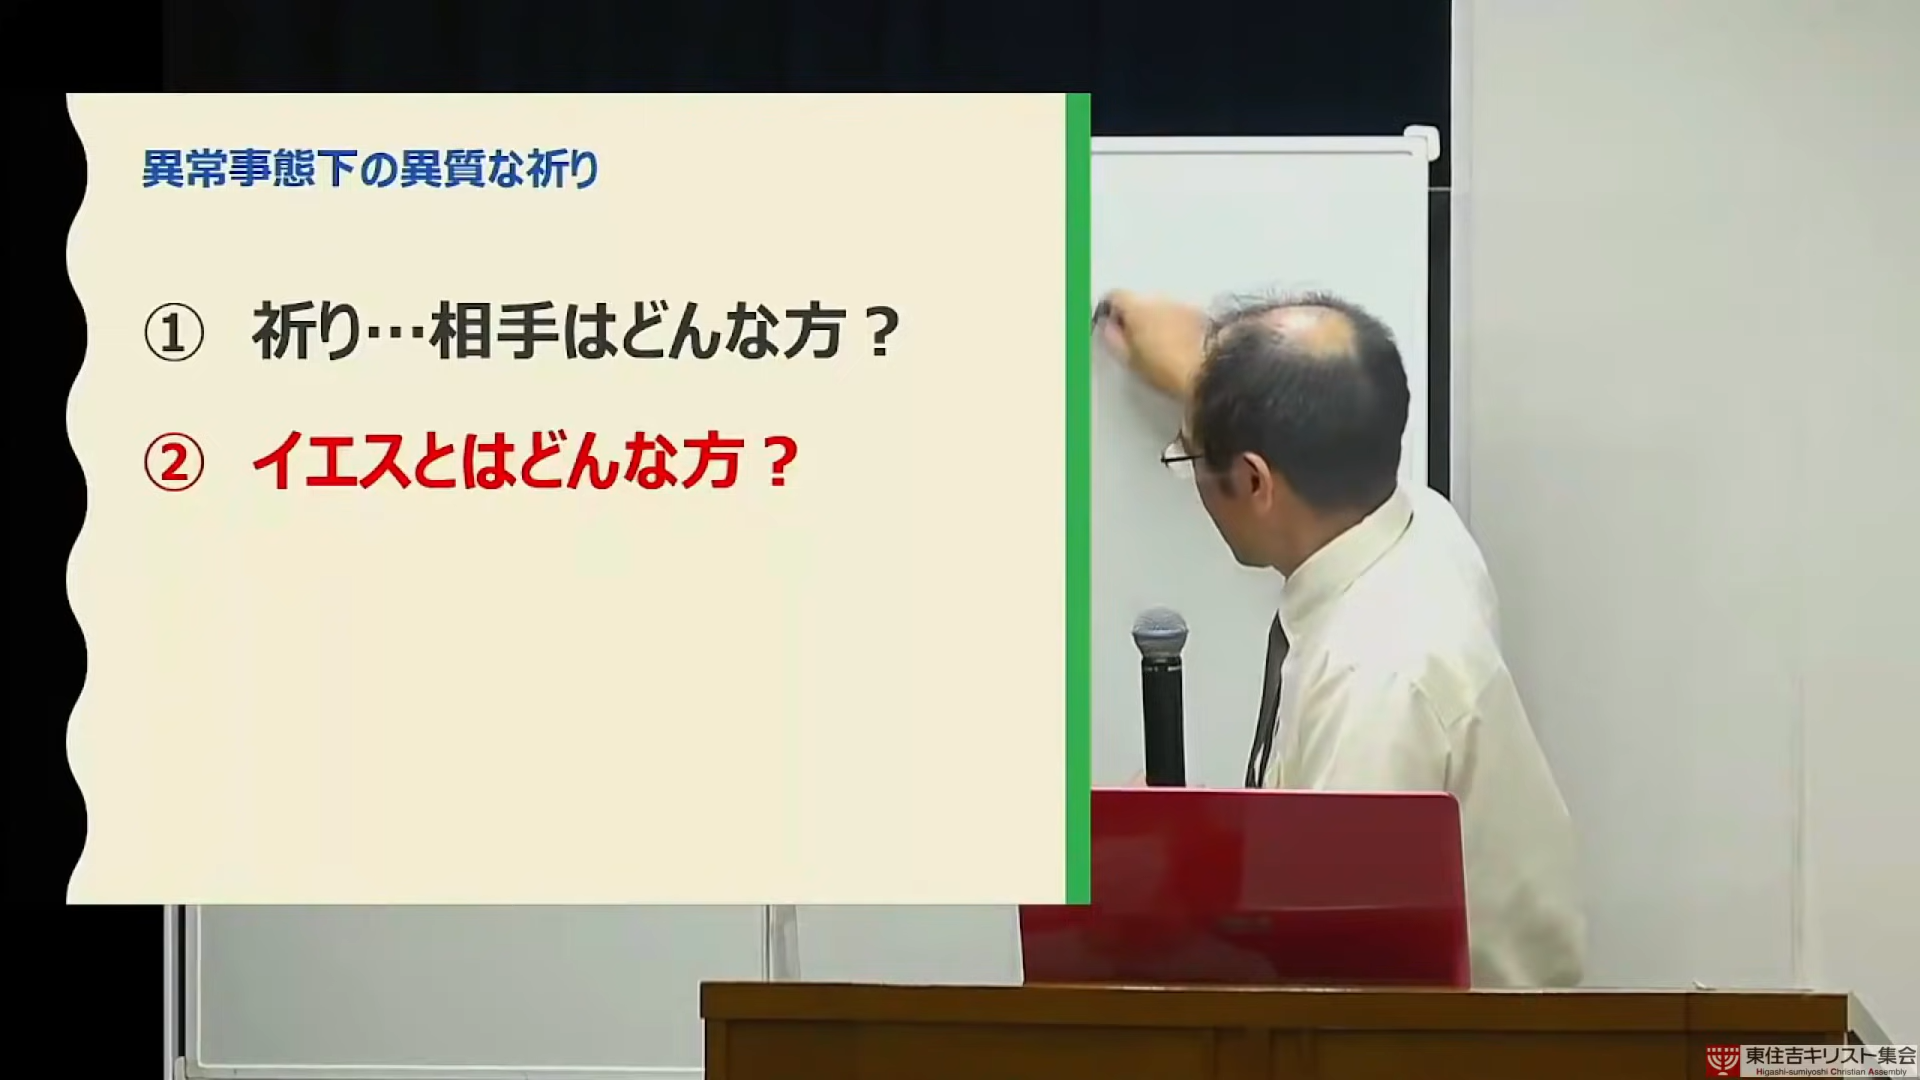 異常事態下の異質な祈り
① 祈り…相手はどんな方？
② イエスとはどんな方？
東住吉キリスト集会
Higashi-sumiyoshi Christian Assembly